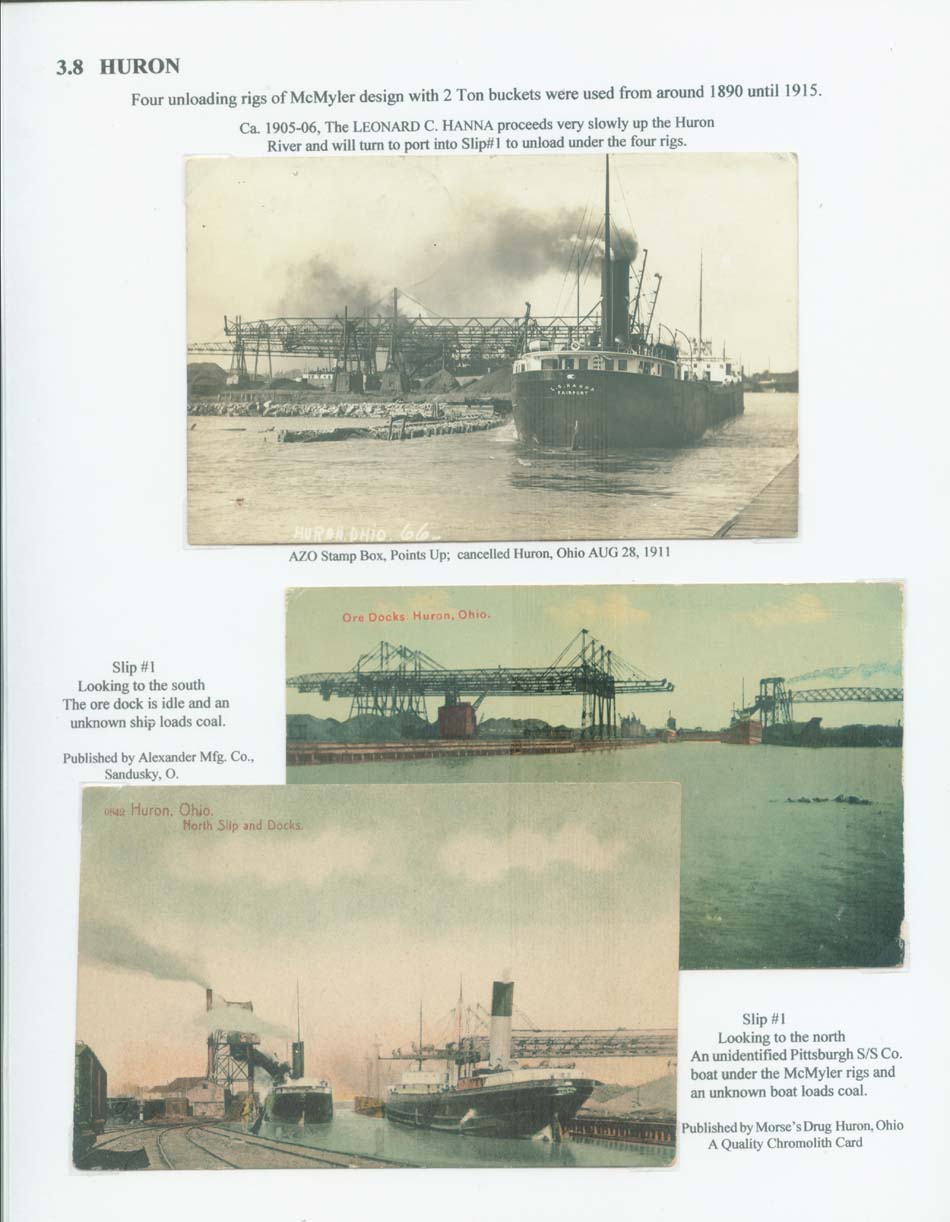 3.8 HURON
Four unloading rigs of McMyler design with 2 Ton buckets were used from around 1890 until 1915.
Ca. 1905-06, The LEONARD C. HANNA proceeds very slowly up the Huron
River and will turn to port into Slip#1 to unload under the four rigs.
L.C. HANNA
FAIRPORT
HURON, OHIO. 66
AZO Stamp Box, Points Up; cancelled Huron, Ohio AUG 28, 1911
Ore Docks. Huron, Ohio.
Slip #1
Looking to the south
The ore dock is idle and an
unknown ship loads coal.
Published by Alexander Mfg. Co.,
Sandusky, O.
9842 Huron, Ohio.
North Slip and Docks.
Slip #1
Looking to the north
An unidentified Pittsburgh S/S Co.
boat under the McMyler rigs and
an unknown boat loads coal.
Published by Morse's Drug Huron, Ohio
A Quality Chromolith Card